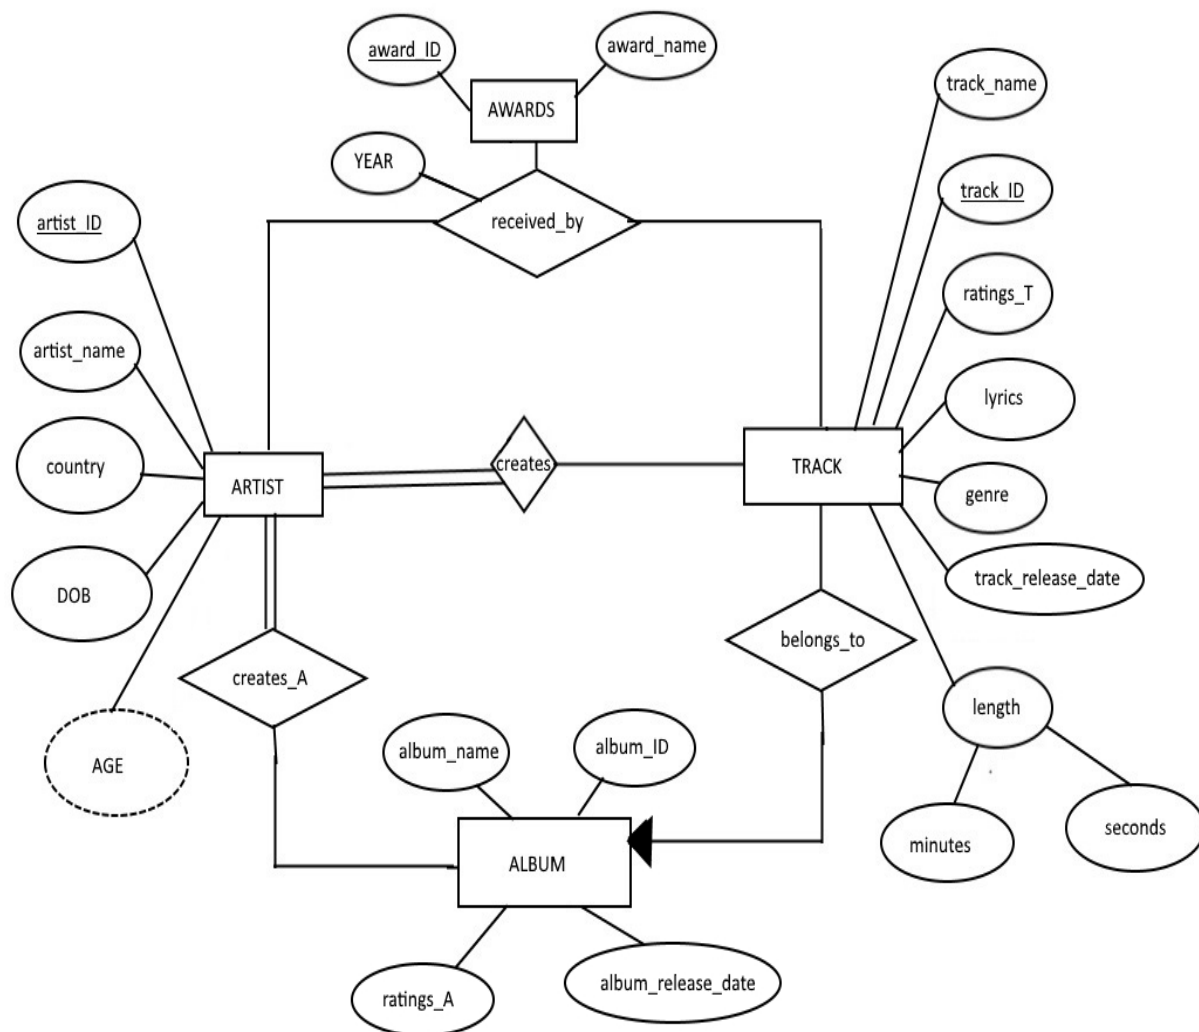 award_ID
award_name
AWARDS
track_name
YEAR
track_ID
received_by
artist_ID
ratings_T
artist_name
lyrics
country
creates
TRACK
ARTIST
genre
DOB
track_release_date
belongs_to
creates_A
length
album_name
album_ID
AGE
seconds
minutes
ALBUM
ratings_A
album_release_date